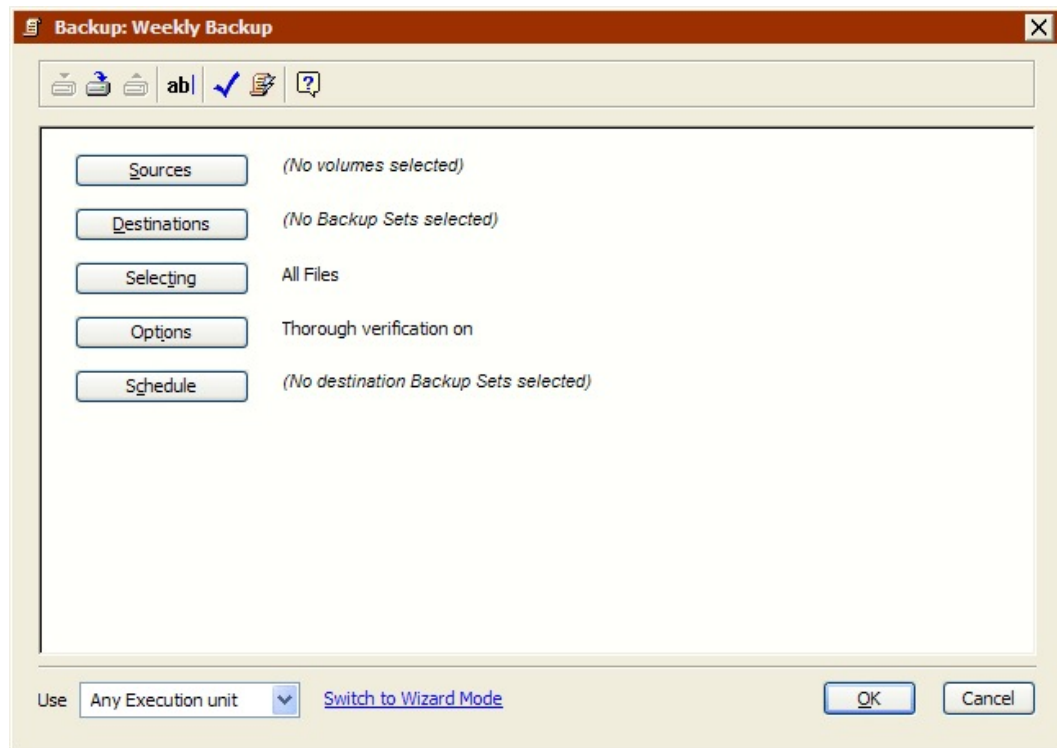 Backup: Weekly Backup
ab|
Sources (No volumes selected)
Destinations (No Backup Sets selected)
Selecting All Files
Options Thorough verification on
Schedule (No destination Backup Sets selected)
Use Any Execution unit Switch to Wizard Mode OK Cancel